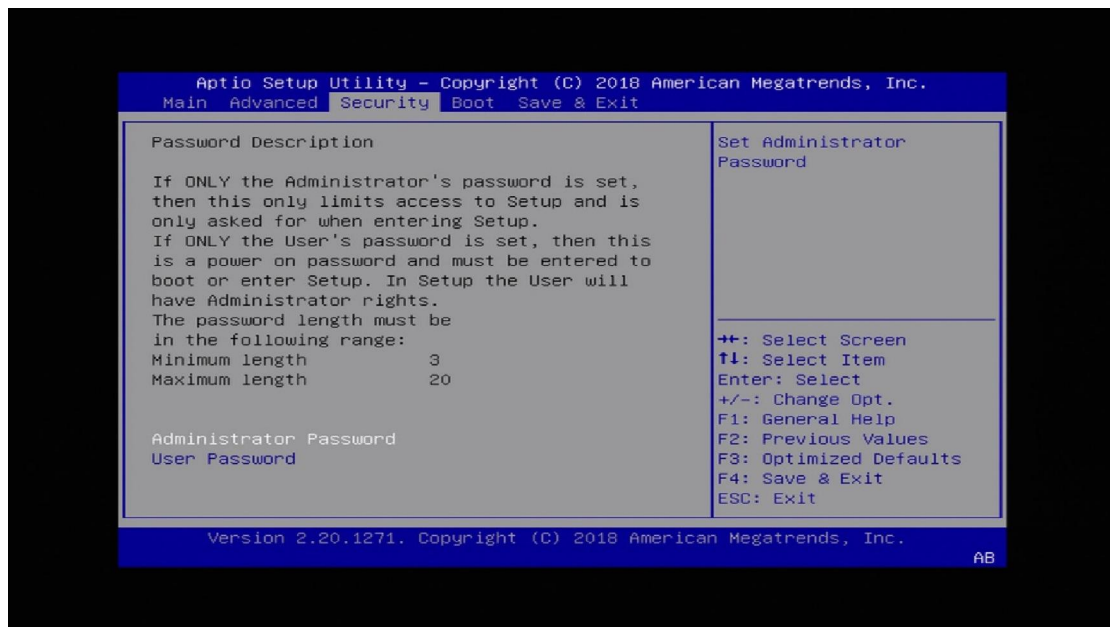 Aptio Setup Utility – Copyright (C) 2018 American Megatrends, Inc.
Main Advanced Security Boot Save & Exit
Password Description
If ONLY the Administrator's password is set,
then this only limits access to Setup and is
only asked for when entering Setup.
If ONLY the User's password is set, then this
is a power on password and must be entered to
boot or enter Setup. In Setup the User will
have Administrator rights.
The password length must be
in the following range:
Minimum length 3
Maximum length 20
Administrator Password
User Password
Set Administrator
Password
→←: Select Screen
↑↓: Select Item
Enter: Select
+/-: Change Opt.
F1: General Help
F2: Previous Values
F3: Optimized Defaults
F4: Save & Exit
ESC: Exit
Version 2.20.1271. Copyright (C) 2018 American Megatrends, Inc.
AB